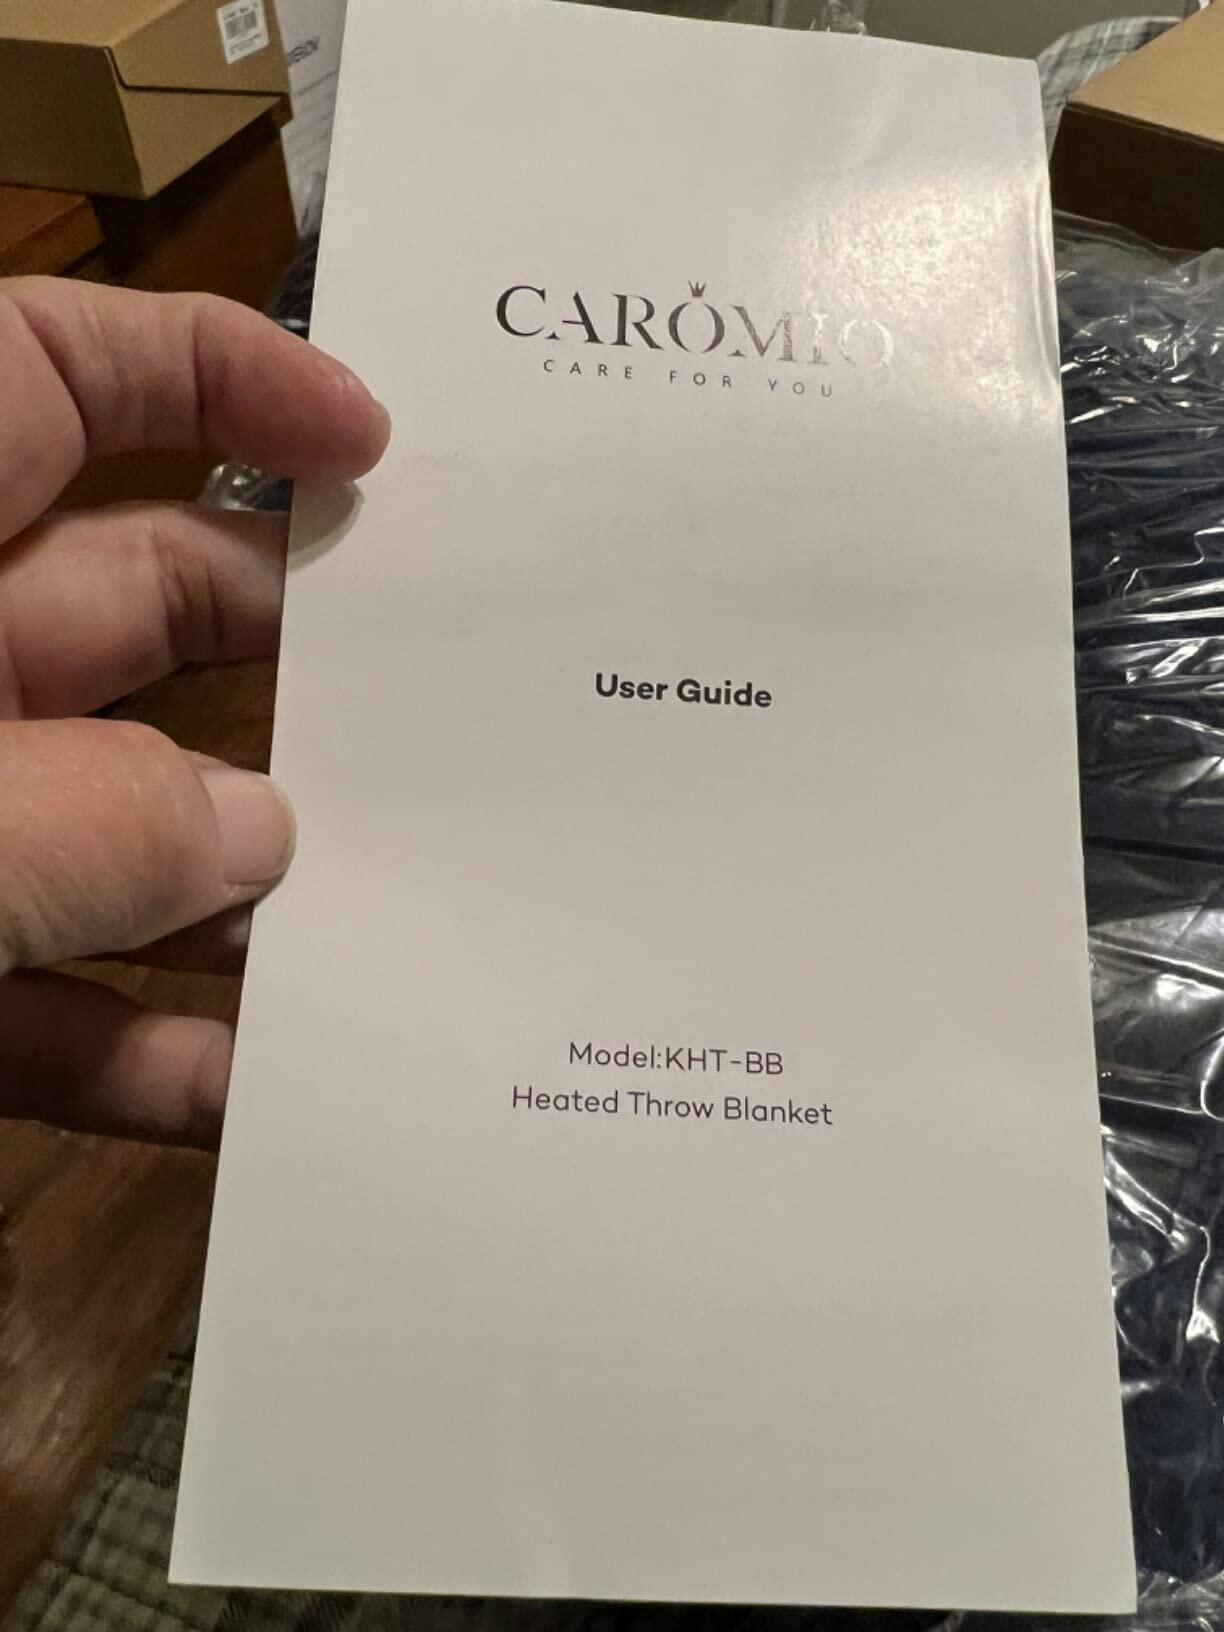 CAROMIO
CARE FOR YOU
User Guide
Model:KHT-BB
Heated Throw Blanket